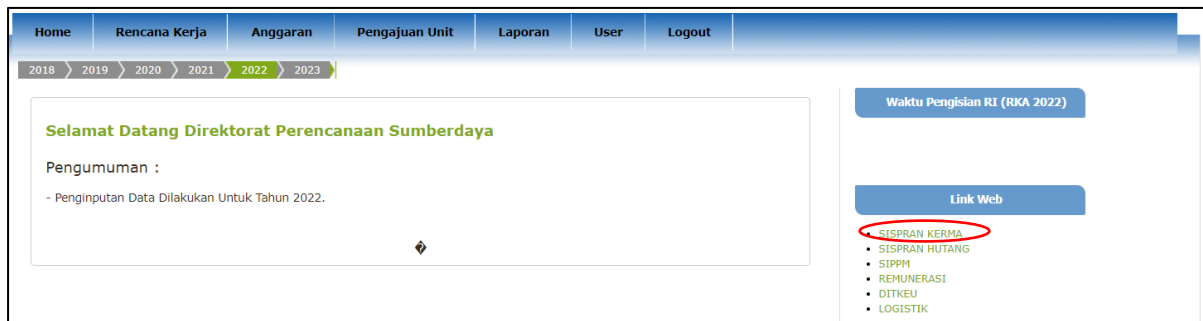 Home Rencana Kerja Anggaran Pengajuan Unit Laporan User Logout
2018 2019 2020 2021 2022 2023
Waktu Pengisian RI (RKA 2022)
Selamat Datang Direktorat Perencanaan Sumberdaya
Pengumuman :
- Penginputan Data Dilakukan Untuk Tahun 2022.
�
Link Web
• SISPRAN KERMA
• SISPRAN HUTANG
• SIPPM
• REMUNERASI
• DITKEU
• LOGISTIK